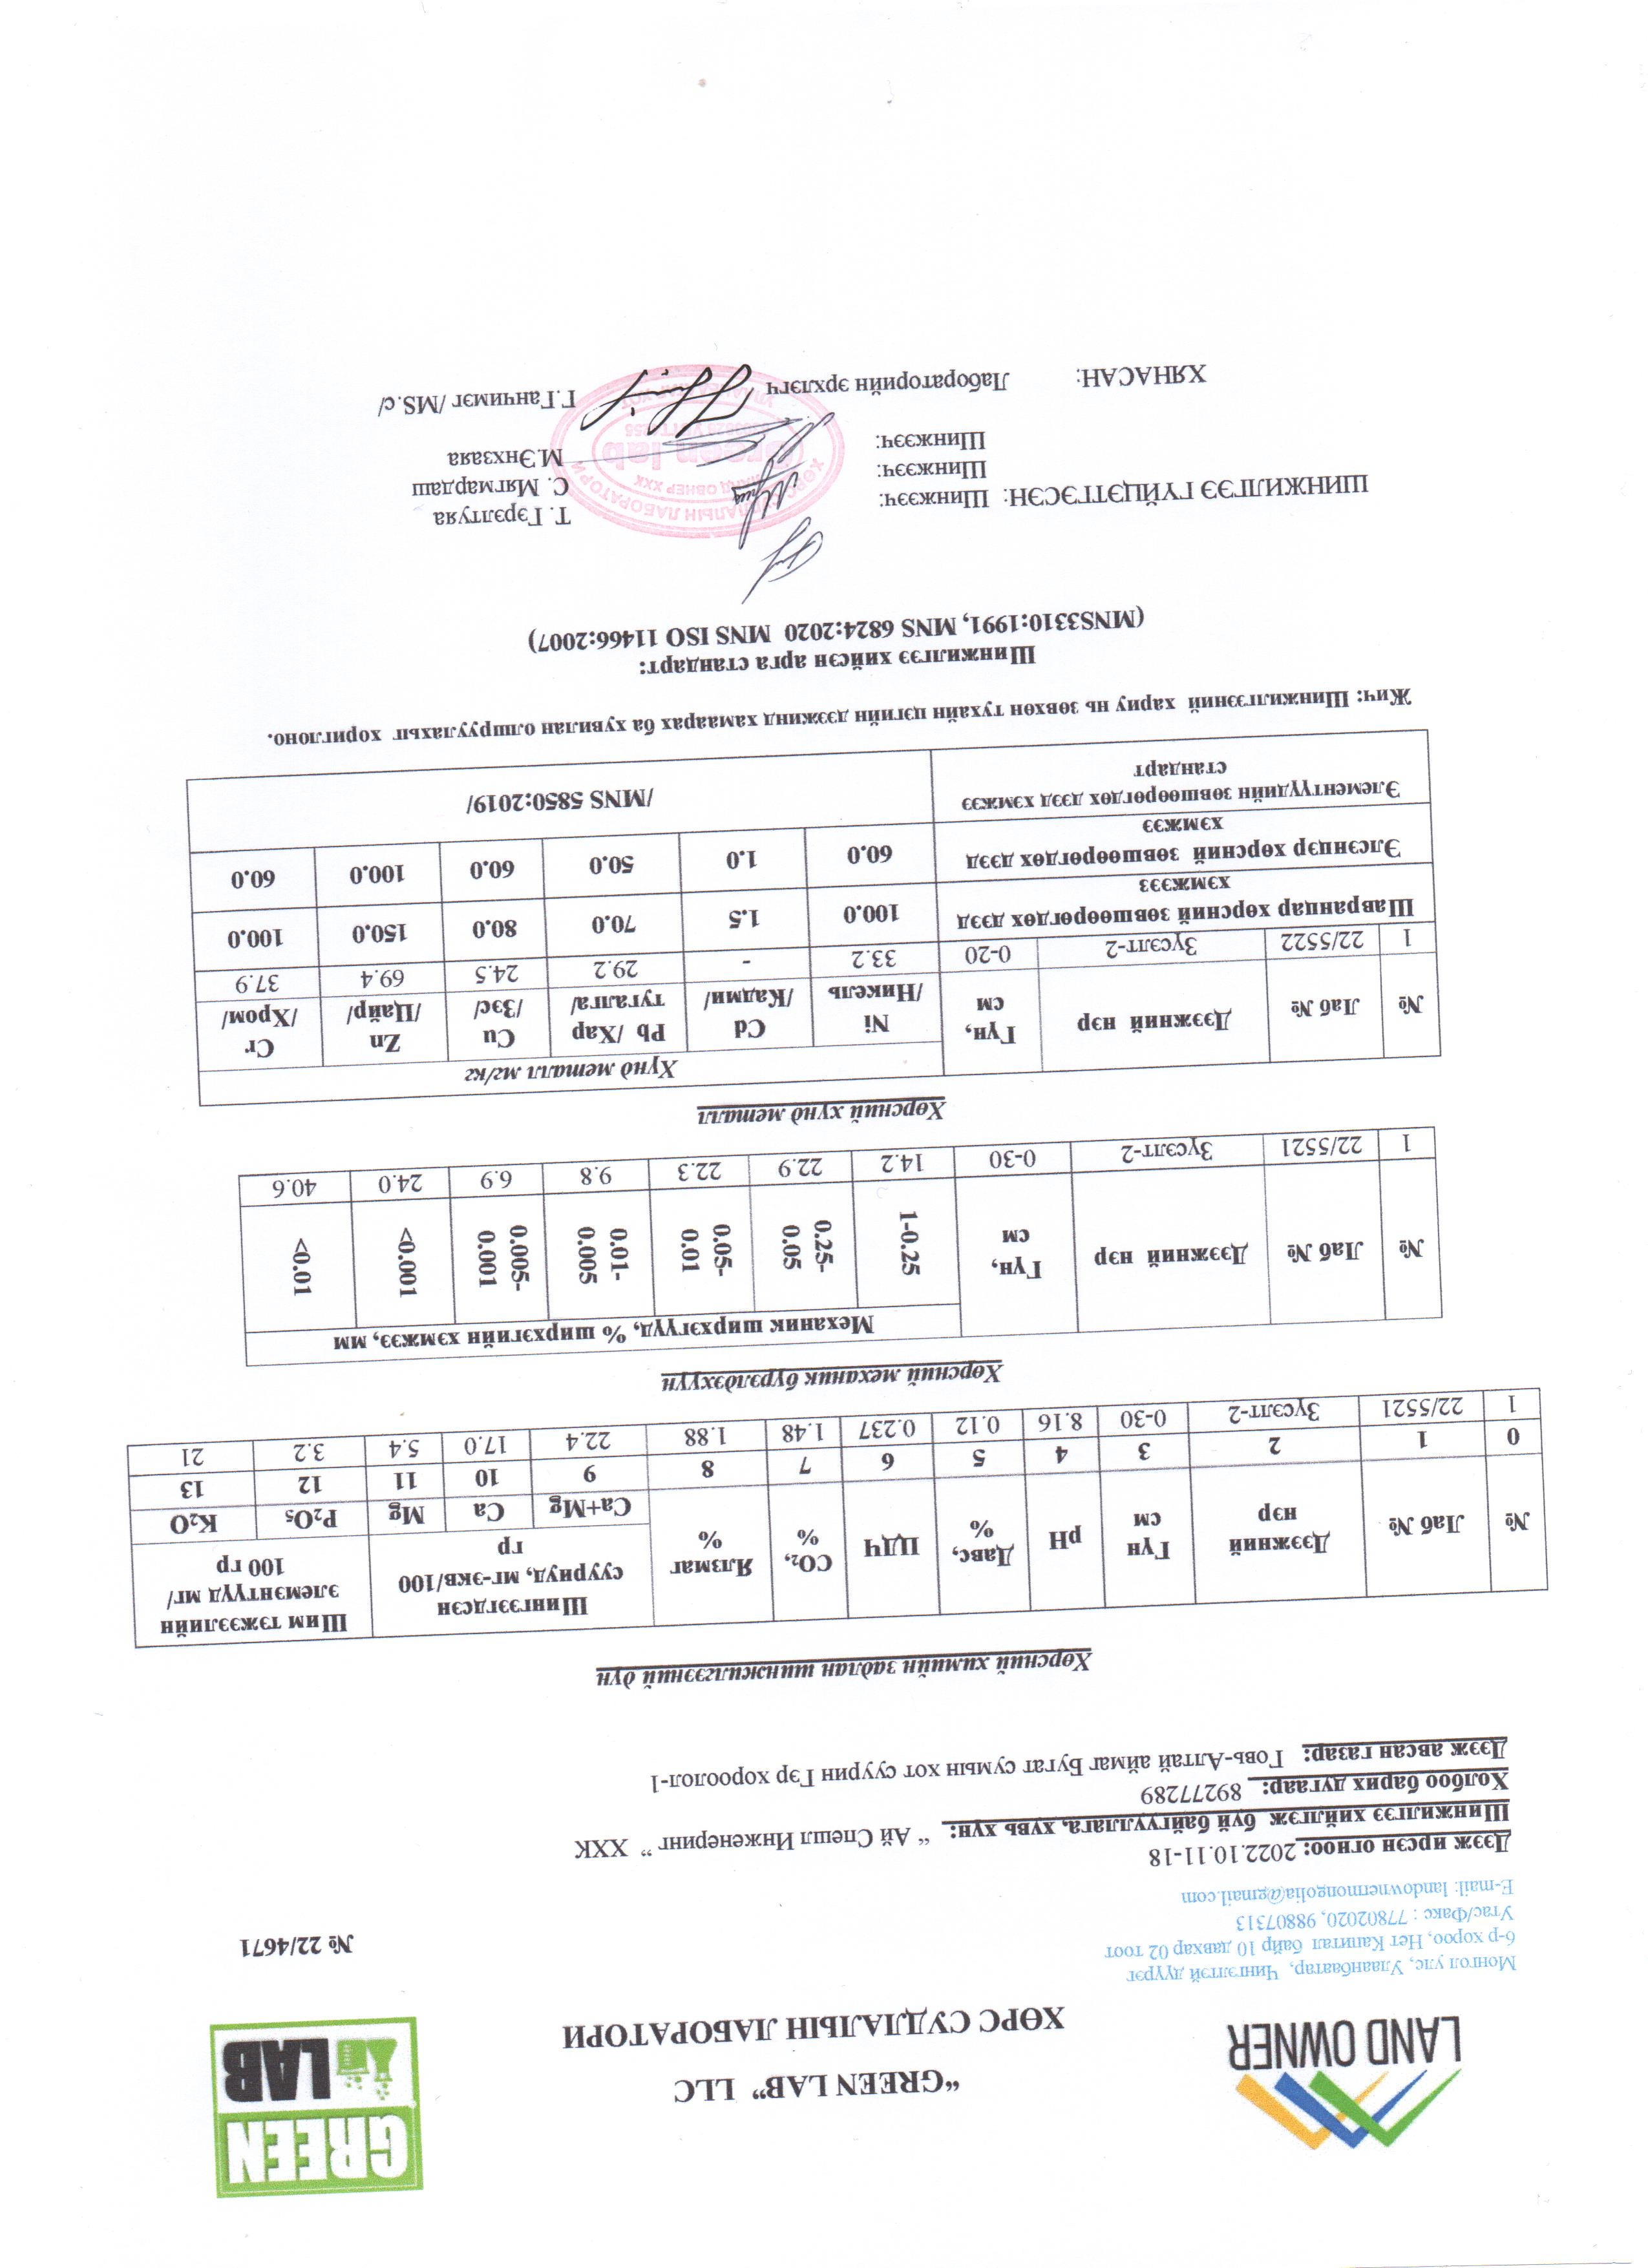 LAND OWNER
GREEN
LAB
“GREEN LAB“ LLC
ХӨРС СУДЛАЛЫН ЛАБОРАТОРИ
Монгол улс, Улаанбаатар, Чингэлтэй дүүрэг
6-р хороо, Нет Капитал байр 10 давхар 02 тоот
Утас/Факс : 77802020, 98807313
E-mail: landownermongolia@gmail.com
№ 22/4671
Дээж ирсэн огноо: 2022.10.11-18
Шинжилгээ хийлгэж буй байгууллага, хувь хүн: “ Ай Спешл Инженеринг “ ХХК
Холбоо барих дугаар: 89277289
Дээж авсан газар: Говь-Алтай аймаг Бугат сумын хот суурин Гэр хороолол-1
Хөрсний химийн задлан шинжилгээний дүн
№ Лаб № Дээжний нэр Гүн см pH Давс, % ЦДЧ CO₂, % Ялзмаг % Шингээгдсэн суурууд, мг-экв/100 гр Шим тэжээлийн элемэнтүүд мг/ 100 гр
Ca+Mg Ca Mg P₂O₅ K₂O
0 1 2 3 4 5 6 7 8 9 10 11 12 13
1 22/5521 Зүсэлт-2 0-30 8.16 0.12 0.237 1.48 1.88 22.4 17.0 5.4 3.2 21
Хөрсний механик бүрэлдэхүүн
№ Лаб № Дээжний нэр Гүн, см Механик ширхэгүүд, % ширхэгийн хэмжээ, мм
1-0.25 0.25-0.05 0.05-0.01 0.01-0.005 0.005-0.001 <0.001 <0.01
1 22/5521 Зүсэлт-2 0-30 14.2 22.9 22.3 9.8 6.9 24.0 40.6
Хөрсний хүнд металл
№ Лаб № Дээжний нэр Гүн, см Хүнд металл мг/кг
Ni /Никель Cd /Кадми/ Pb /Хар тугалга/ Cu /Зэс/ Zn /Цайр/ Cr /Хром/
1 22/5522 Зүсэлт-2 0-20 33.2 - 29.2 24.5 69.4 37.9
Шавранцар хөрсний зөвшөөрөгдөх дээд хэмжээз 100.0 1.5 70.0 80.0 150.0 100.0
Элсэнцэр хөрсний зөвшөөрөгдөх дээд хэмжээ 60.0 1.0 50.0 60.0 100.0 60.0
Элементүүдийн зөвшөөрөгдөх дээд хэмжээ стандарт /MNS 5850:2019/
Жич: Шинжилгээний хариу нь зөвхөн тухайн цэгийн дээжинд хамаарах ба хувилан олшруулахыг хориглоно.
Шинжилгээ хийсэн арга стандарт:
(MNS3310:1991, MNS 6824:2020 MNS ISO 11466:2007)
ШИНЖИЛГЭЭ ГҮЙЦЭТГЭСЭН: Шинжээч: Т. Гэрэлтуяа
Шинжээч: С. Мягмардаш
Шинжээч: М.Энхзаяа
ХЯНАСАН: Лабораторийн эрхлэгч Г.Ганчимэг /MS.c/
Green lab